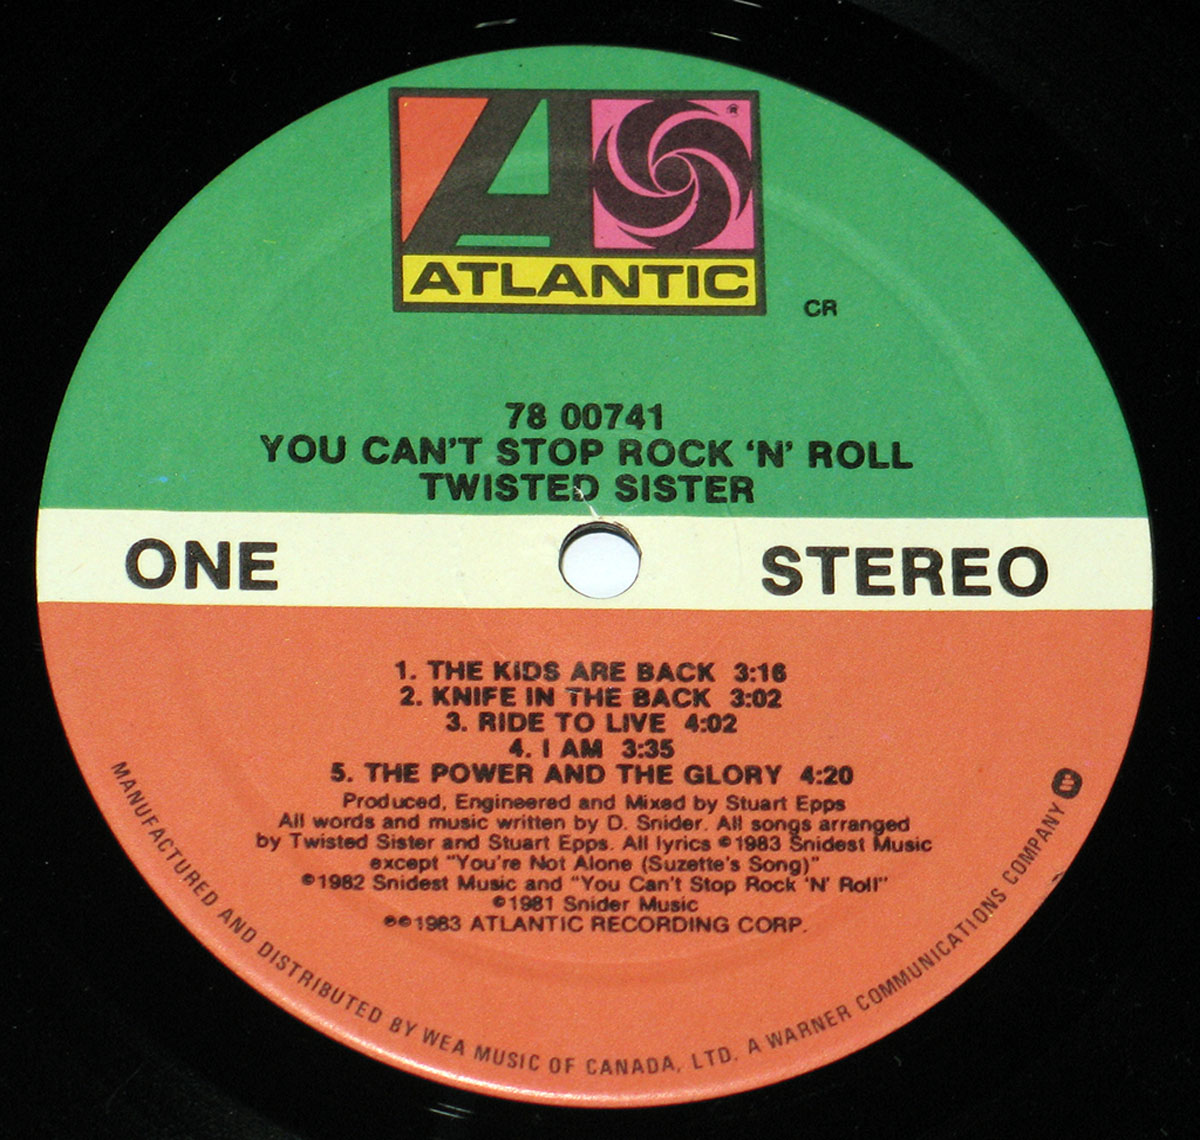 A
®
ATLANTIC
CR
78 00741
YOU CAN'T STOP ROCK 'N' ROLL
TWISTED SISTER
ONE
STEREO
1. THE KIDS ARE BACK 3:16
2. KNIFE IN THE BACK 3:02
3. RIDE TO LIVE 4:02
4. I AM 3:35
5. THE POWER AND THE GLORY 4:20
Produced, Engineered and Mixed by Stuart Epps
All words and music written by D. Snider. All songs arranged
by Twisted Sister and Stuart Epps. All lyrics ©1983 Snidest Music
except "You're Not Alone (Suzette's Song)"
©1982 Snidest Music and "You Can't Stop Rock 'N' Roll"
©1981 Snider Music
℗©1983 ATLANTIC RECORDING CORP.
MANUFACTURED AND DISTRIBUTED BY WEA MUSIC OF CANADA, LTD. A WARNER COMMUNICATIONS COMPANY